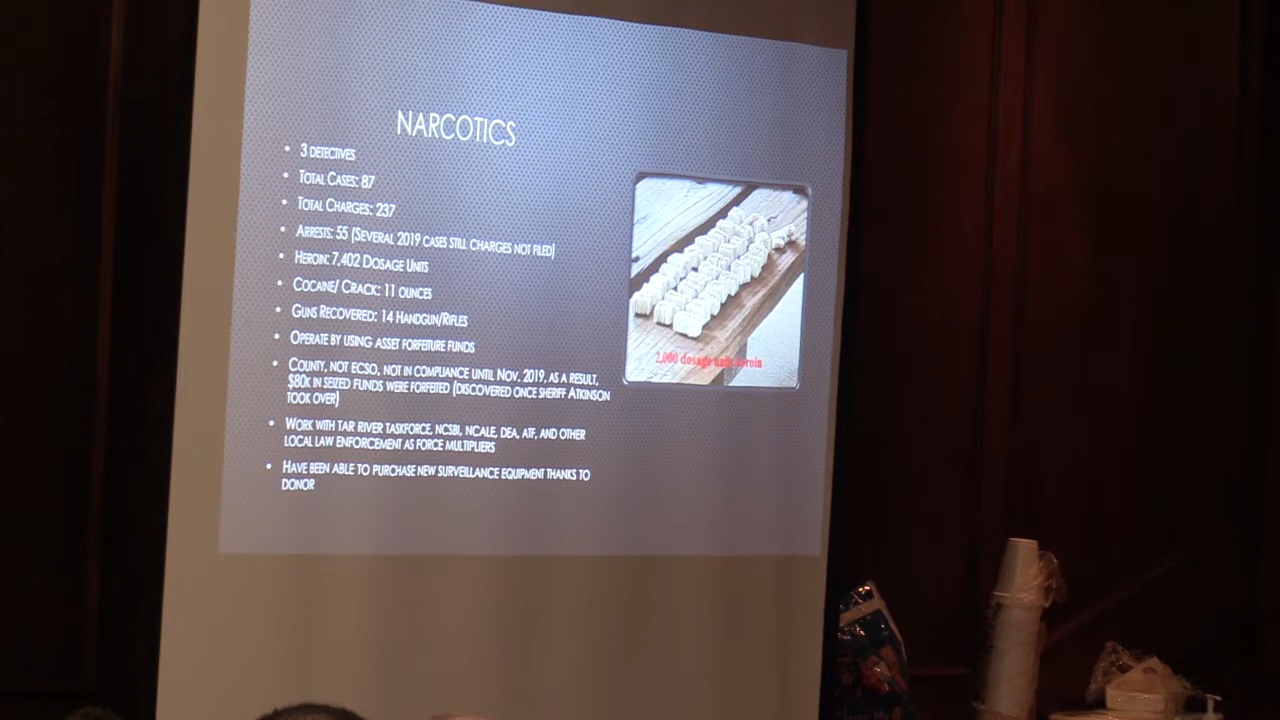 NARCOTICS
• 3 DETECTIVES
• TOTAL CASES: 87
• TOTAL CHARGES: 237
• ARRESTS: 55 (SEVERAL 2019 CASES STILL CHARGES NOT FILED)
• HEROIN: 7,402 DOSAGE UNITS
• COCAINE/ CRACK: 11 OUNCES
• GUNS RECOVERED: 14 HANDGUN/RIFLES
• OPERATE BY USING ASSET FORFEITURE FUNDS
• COUNTY, NOT ECSO, NOT IN COMPLIANCE UNTIL NOV. 2019, AS A RESULT,
$80K IN SEIZED FUNDS WERE FORFEITED (DISCOVERED ONCE SHERIFF ATKINSON
TOOK OVER)
• WORK WITH TAR RIVER TASKFORCE, NCSBI, NCALE, DEA, ATF, AND OTHER
LOCAL LAW ENFORCEMENT AS FORCE MULTIPLIERS
• HAVE BEEN ABLE TO PURCHASE NEW SURVEILLANCE EQUIPMENT THANKS TO
DONOR
2,000 dosage units heroin